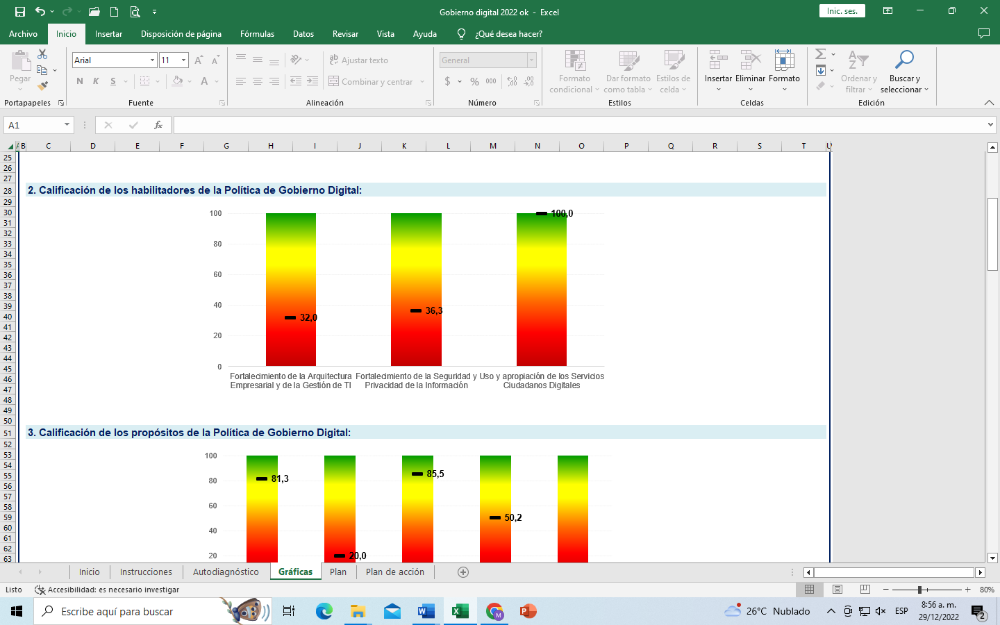 Gobierno digital 2022 ok - Excel
Inic. ses.
Archivo Inicio Insertar Disposición de página Fórmulas Datos Revisar Vista Ayuda ¿Qué desea hacer?
Pegar
Portapapeles
Arial 11
N K S A
Fuente
Ajustar texto
Combinar y centrar
Alineación
General
$ % 000
Número
Formato condicional
Dar formato como tabla
Estilos de celda
Estilos
Insertar Eliminar Formato
Celdas
Ordenar y filtrar
Buscar y seleccionar
Edición
A1 fx
A B C D E F G H I J K L M N O P Q R S T U
25
26
27
28
29
30
31
32
33
34
35
36
37
38
39
40
41
42
43
44
45
46
47
48
49
50
51
52
53
54
55
56
57
58
59
60
61
62
63
2. Calificación de los habilitadores de la Política de Gobierno Digital:
100
80
60
40
20
0
32,0
36,3
100,0
Fortalecimiento de la Arquitectura
Empresarial y de la Gestión de TI
Fortalecimiento de la Seguridad y
Privacidad de la Información
Uso y apropiación de los Servicios
Ciudadanos Digitales
3. Calificación de los propósitos de la Política de Gobierno Digital:
100
80
60
40
20
81,3
20,0
85,5
50,2
Inicio Instrucciones Autodiagnóstico Gráficas Plan Plan de acción
Listo Accesibilidad: es necesario investigar 80%
Escribe aquí para buscar
26°C Nublado
ESP
8:56 a. m.
29/12/2022
2